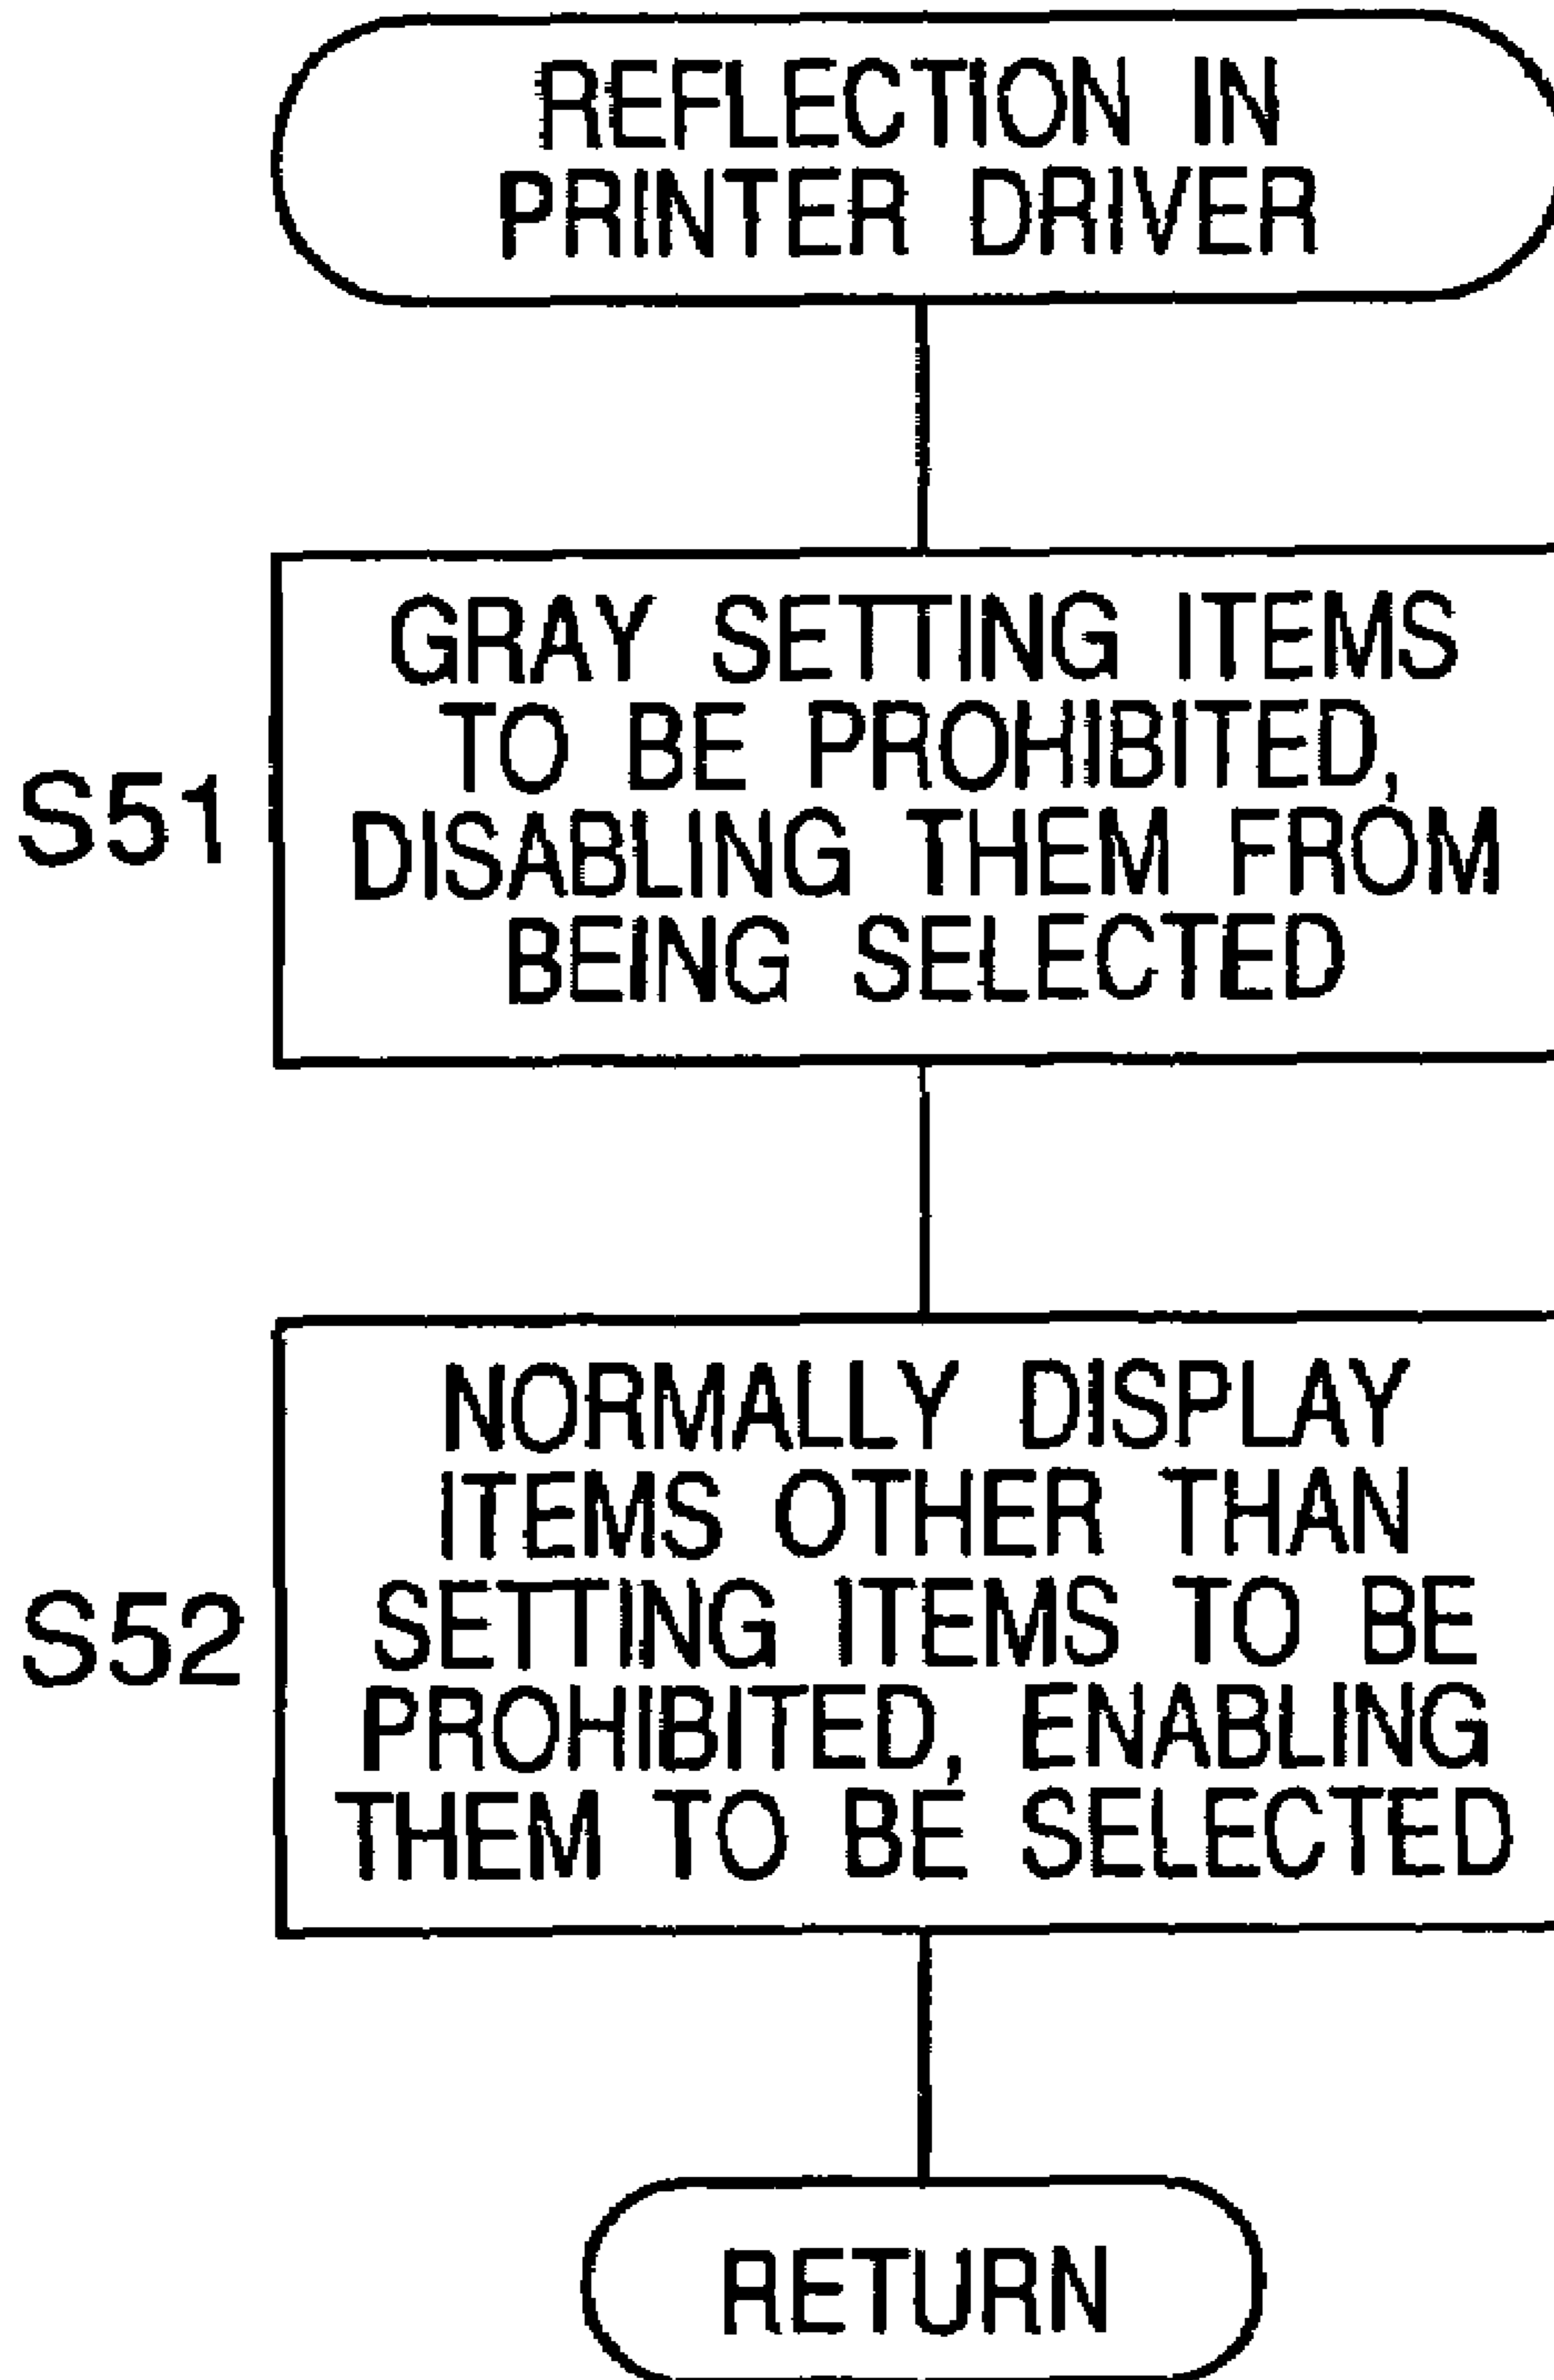 REFLECTION IN
PRINTER DRIVER
S51
GRAY SETTING ITEMS
TO BE PROHIBITED,
DISABLING THEM FROM
BEING SELECTED
S52
NORMALLY DISPLAY
ITEMS OTHER THAN
SETTING ITEMS TO BE
PROHIBITED, ENABLING
THEM TO BE SELECTED
RETURN